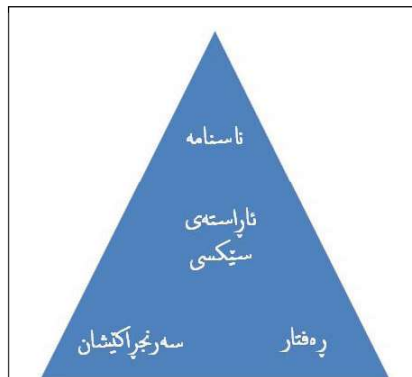 ناسنامە
ئاڕاستەی
سێکسی
ڕەفتار
سەرنجڕاکێشان